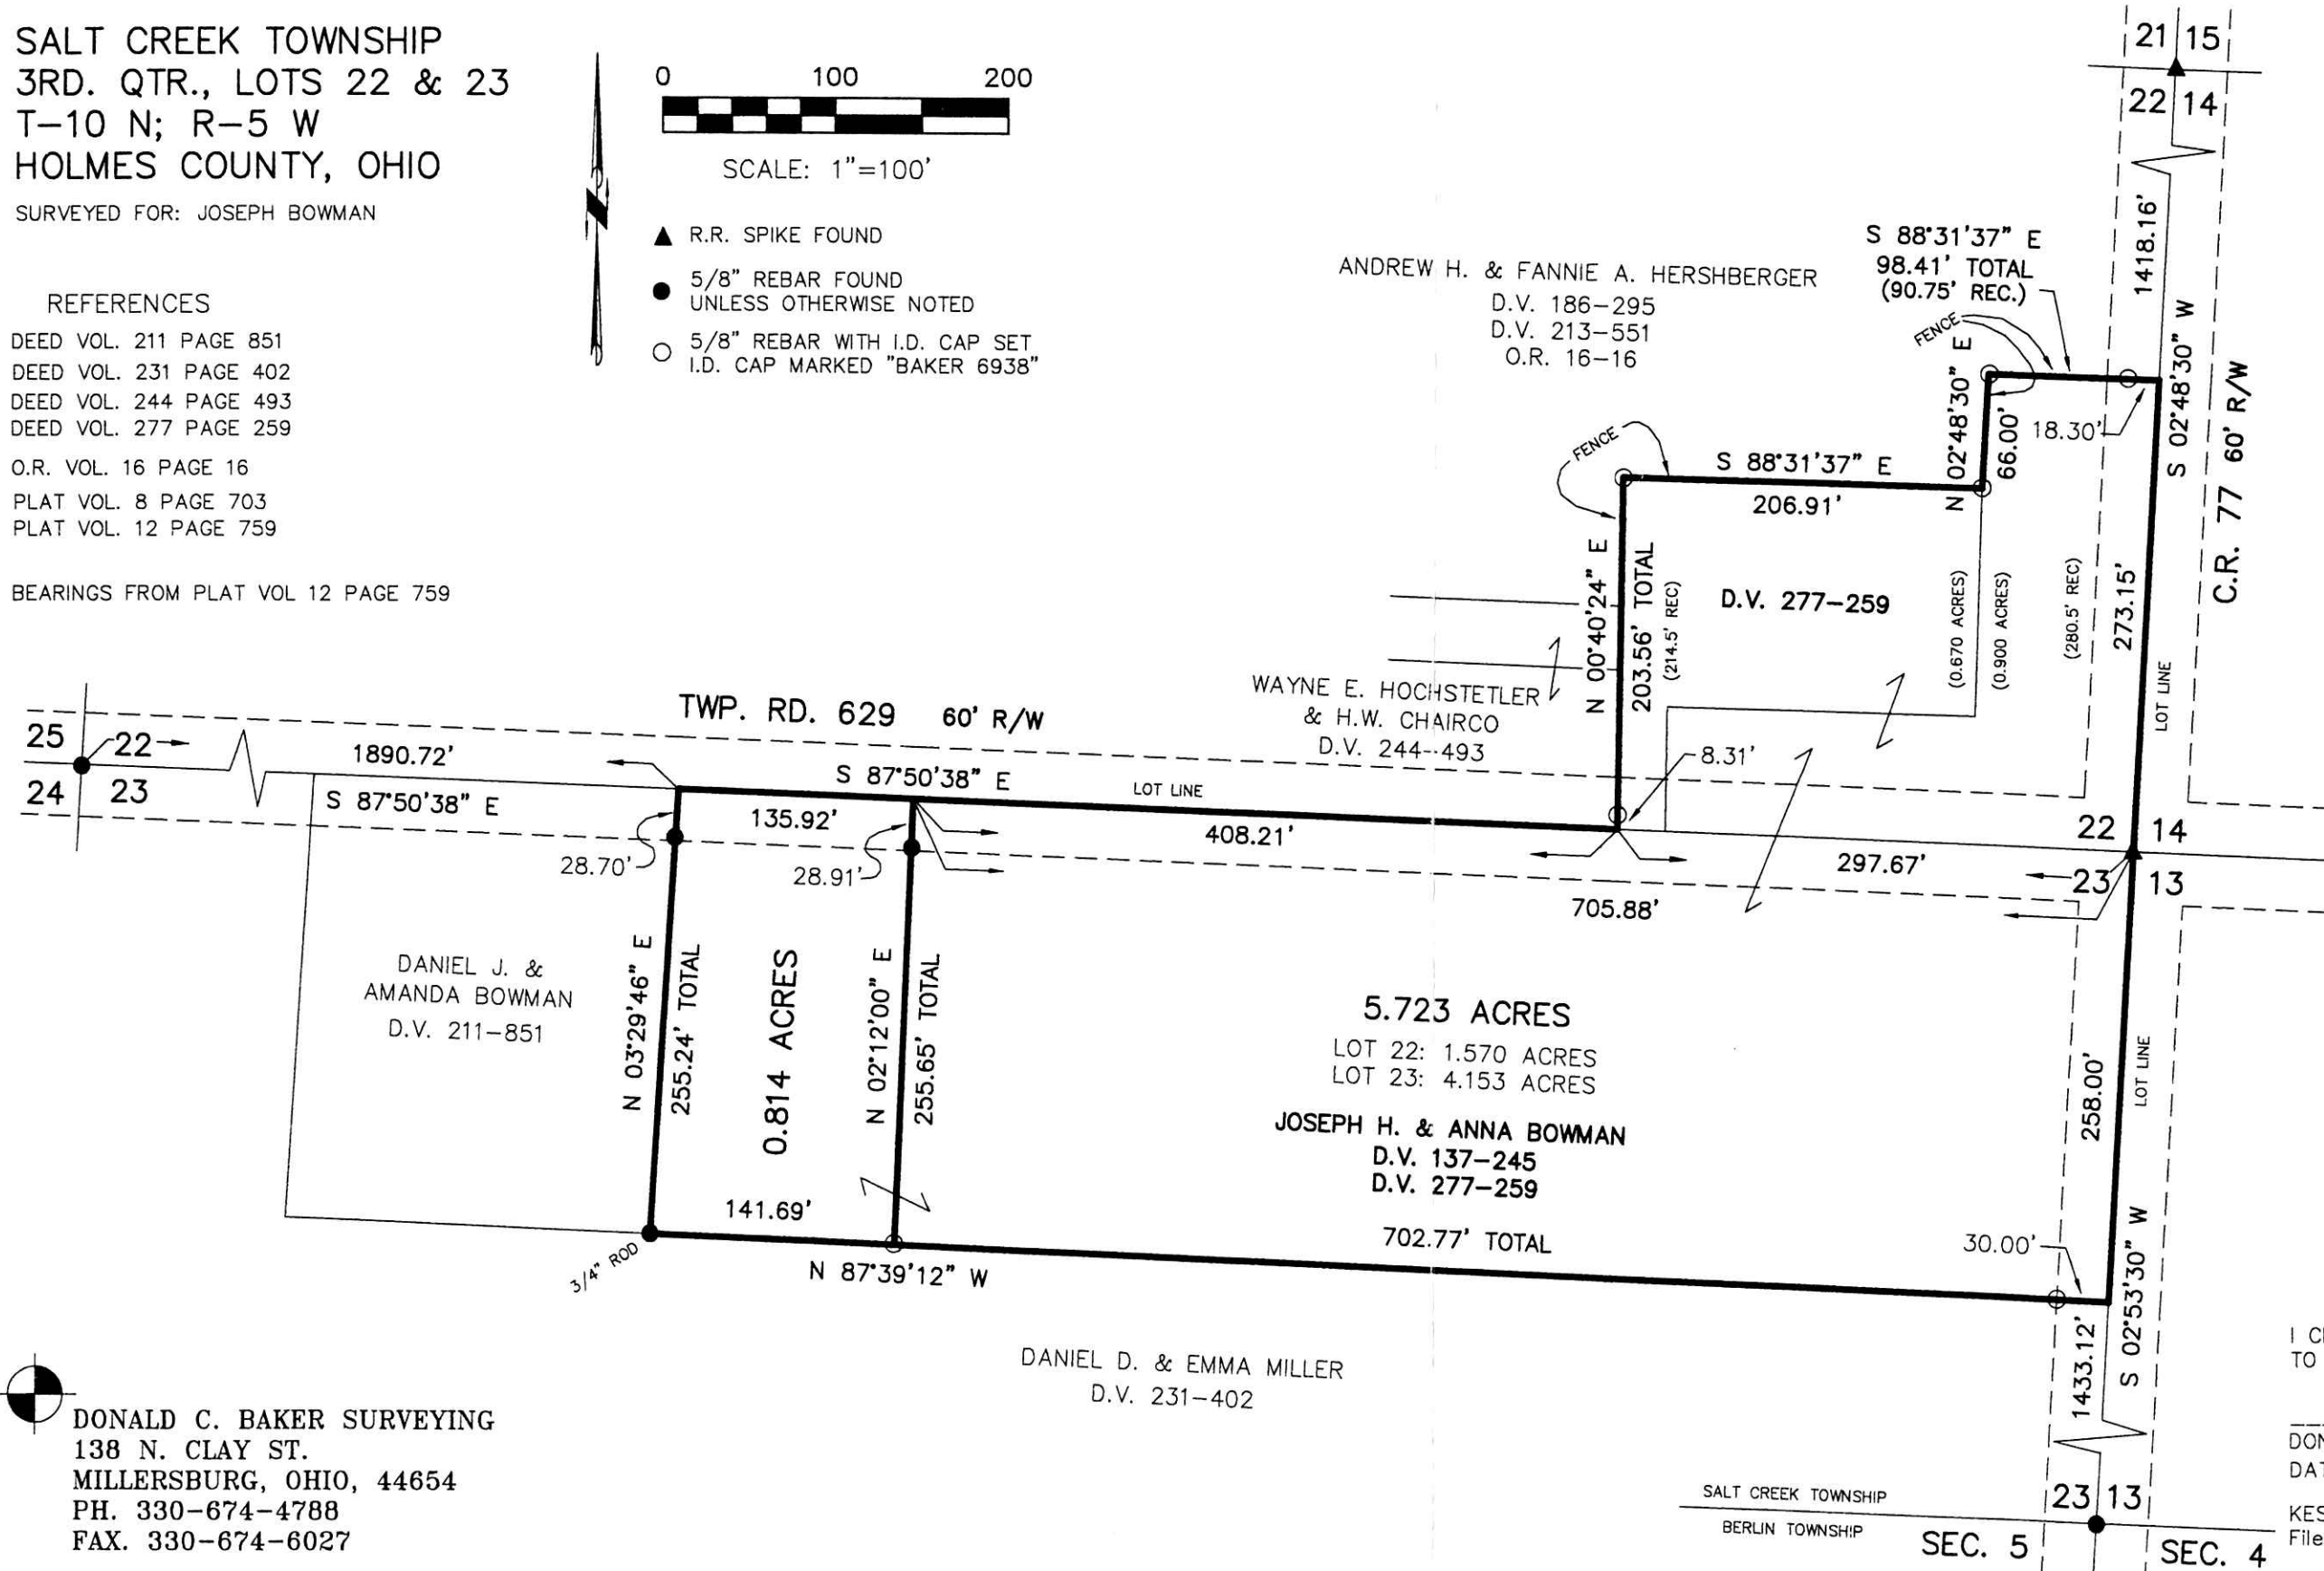 SALT CREEK TOWNSHIP
3RD. QTR., LOTS 22 & 23
T-10 N; R-5 W
HOLMES COUNTY, OHIO
SURVEYED FOR: JOSEPH BOWMAN
REFERENCES
DEED VOL. 211 PAGE 851
DEED VOL. 231 PAGE 402
DEED VOL. 244 PAGE 493
DEED VOL. 277 PAGE 259
O.R. VOL. 16 PAGE 16
PLAT VOL. 8 PAGE 703
PLAT VOL. 12 PAGE 759
BEARINGS FROM PLAT VOL 12 PAGE 759
0 100 200
SCALE: 1"=100'
R.R. SPIKE FOUND
5/8" REBAR FOUND
UNLESS OTHERWISE NOTED
5/8" REBAR WITH I.D. CAP SET
I.D. CAP MARKED "BAKER 6938"
ANDREW H. & FANNIE A. HERSHBERGER
D.V. 186-295
D.V. 213-551
O.R. 16-16
S 88°31'37" E
98.41' TOTAL
(90.75' REC.)
FENCE
21 15
22 14
1418.16'
S 02°48'30" W
C.R. 77 60' R/W
N 02°48'30" E
66.00'
18.30'
FENCE
S 88°31'37" E
206.91'
N 00°40'24" E
203.56' TOTAL
(214.5' REC)
D.V. 277-259
(0.670 ACRES)
(0.900 ACRES)
(280.5' REC)
273.15'
LOT LINE
WAYNE E. HOCHSTETLER
& H.W. CHAIRCO
D.V. 244-493
8.31'
TWP. RD. 629 60' R/W
25 22
24 23
1890.72'
S 87°50'38" E
S 87°50'38" E
LOT LINE
135.92'
408.21'
28.70'
28.91'
297.67'
705.88'
22 14
23 13
DANIEL J. &
AMANDA BOWMAN
D.V. 211-851
N 03°29'46" E
255.24' TOTAL
0.814 ACRES
N 02°12'00" E
255.65' TOTAL
5.723 ACRES
LOT 22: 1.570 ACRES
LOT 23: 4.153 ACRES
JOSEPH H. & ANNA BOWMAN
D.V. 137-245
D.V. 277-259
258.00'
LOT LINE
141.69'
702.77' TOTAL
30.00'
3/4" ROD
N 87°39'12" W
S 02°53'30" W
1433.12'
DANIEL D. & EMMA MILLER
D.V. 231-402
DONALD C. BAKER SURVEYING
138 N. CLAY ST.
MILLERSBURG, OHIO, 44654
PH. 330-674-4788
FAX. 330-674-6027
SALT CREEK TOWNSHIP
BERLIN TOWNSHIP
23 13
SEC. 5
SEC. 4
I C
TO
DON
DAT
KES
File